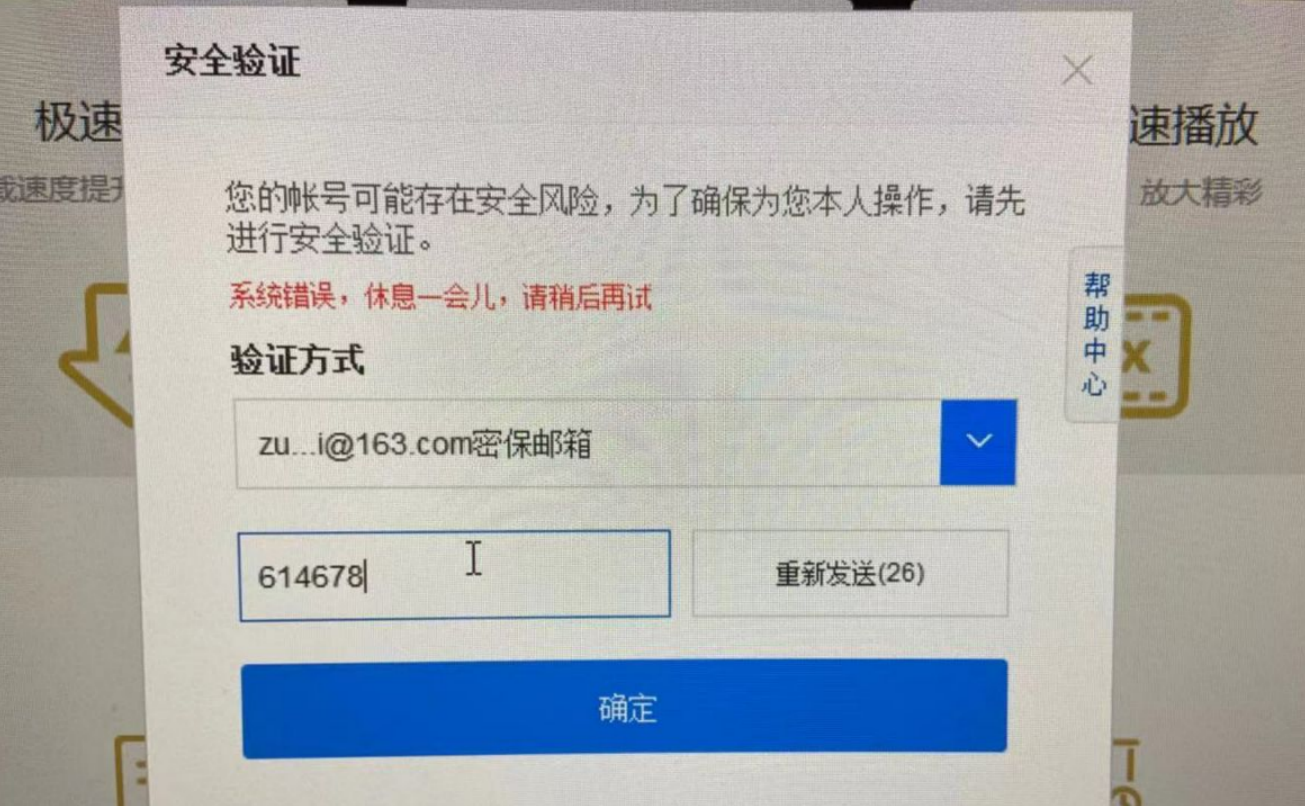 安全验证
极速
速播放
载速度提升
放大精彩
您的帐号可能存在安全风险，为了确保为您本人操作，请先
进行安全验证。
系统错误，休息一会儿，请稍后再试
帮助中心
验证方式
x
zu...i@163.com密保邮箱
614678
重新发送(26)
确定